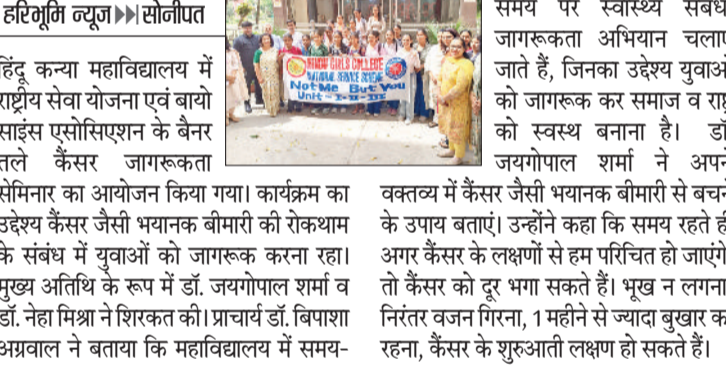 हरिभूमि न्यूज ▶▶| सोनीपत
हिंदू कन्या महाविद्यालय में
राष्ट्रीय सेवा योजना एवं बायो
साइंस एसोसिएशन के बैनर
तले कैंसर जागरूकता
सेमिनार का आयोजन किया गया। कार्यक्रम का
उद्देश्य कैंसर जैसी भयानक बीमारी की रोकथाम
के संबंध में युवाओं को जागरूक करना रहा।
मुख्य अतिथि के रूप में डॉ. जयगोपाल शर्मा व
डॉ. नेहा मिश्रा ने शिरकत की। प्राचार्य डॉ. बिपाशा
अग्रवाल ने बताया कि महाविद्यालय में समय-
HINDU GIRLS COLLEGE
NATIONAL SERVICE SCHEME
Not Me But You
Unit - I-II-III
समय पर स्वास्थ्य संबंध
जागरूकता अभियान चलाए
जाते हैं, जिनका उद्देश्य युवाओं
को जागरूक कर समाज व रा
को स्वस्थ बनाना है। डॉ
जयगोपाल शर्मा ने अपने
वक्तव्य में कैंसर जैसी भयानक बीमारी से बचने
के उपाय बताएं। उन्होंने कहा कि समय रहते ह
अगर कैंसर के लक्षणों से हम परिचित हो जाएंगे
तो कैंसर को दूर भगा सकते हैं। भूख न लगना
निरंतर वजन गिरना, 1 महीने से ज्यादा बुखार क
रहना, कैंसर के शुरुआती लक्षण हो सकते हैं।